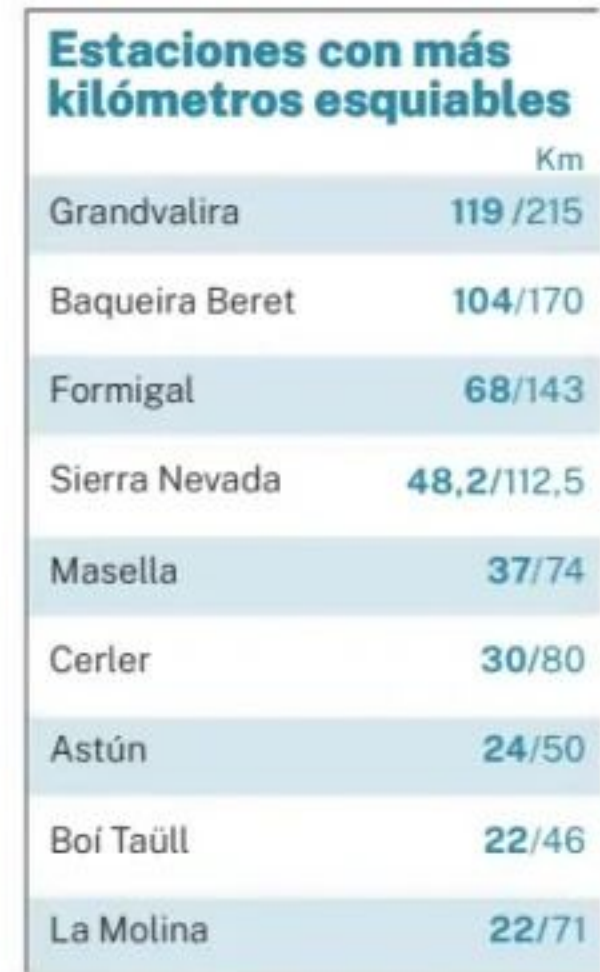 Estaciones con más
kilómetros esquiables
Km
Grandvalira 119 /215
Baqueira Beret 104/170
Formigal 68/143
Sierra Nevada 48,2/112,5
Masella 37/74
Cerler 30/80
Astún 24/50
Boí Taüll 22/46
La Molina 22/71